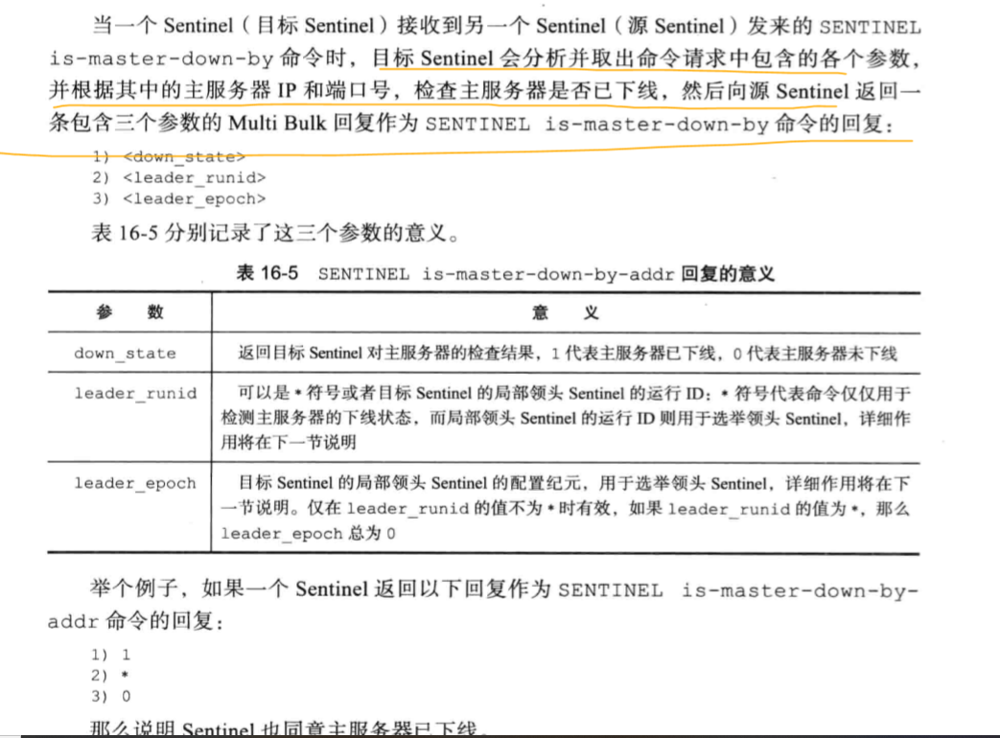 当一个 Sentinel（目标 Sentinel）接收到另一个 Sentinel（源 Sentinel）发来的 SENTINEL
is-master-down-by 命令时，目标 Sentinel 会分析并取出命令请求中包含的各个参数，
并根据其中的主服务器 IP 和端口号，检查主服务器是否已下线，然后向源 Sentinel 返回一
条包含三个参数的 Multi Bulk 回复作为 SENTINEL is-master-down-by 命令的回复：
1) <down_state>
2) <leader_runid>
3) <leader_epoch>
表 16-5 分别记录了这三个参数的意义。
表 16-5 SENTINEL is-master-down-by-addr 回复的意义
参 数 意 义
down_state 返回目标 Sentinel 对主服务器的检查结果，1 代表主服务器已下线，0 代表主服务器未下线
leader_runid 可以是 * 符号或者目标 Sentinel 的局部领头 Sentinel 的运行 ID：* 符号代表命令仅仅用于
检测主服务器的下线状态，而局部领头 Sentinel 的运行 ID 则用于选举领头 Sentinel，详细作
用将在下一节说明
leader_epoch 目标 Sentinel 的局部领头 Sentinel 的配置纪元，用于选举领头 Sentinel，详细作用将在下
一节说明。仅在 leader_runid 的值不为 * 时有效，如果 leader_runid 的值为 *，那么
leader_epoch 总为 0
举个例子，如果一个 Sentinel 返回以下回复作为 SENTINEL is-master-down-by-
addr 命令的回复：
1) 1
2) *
3) 0
那么说明 Sentinel 也同意主服务器已下线。